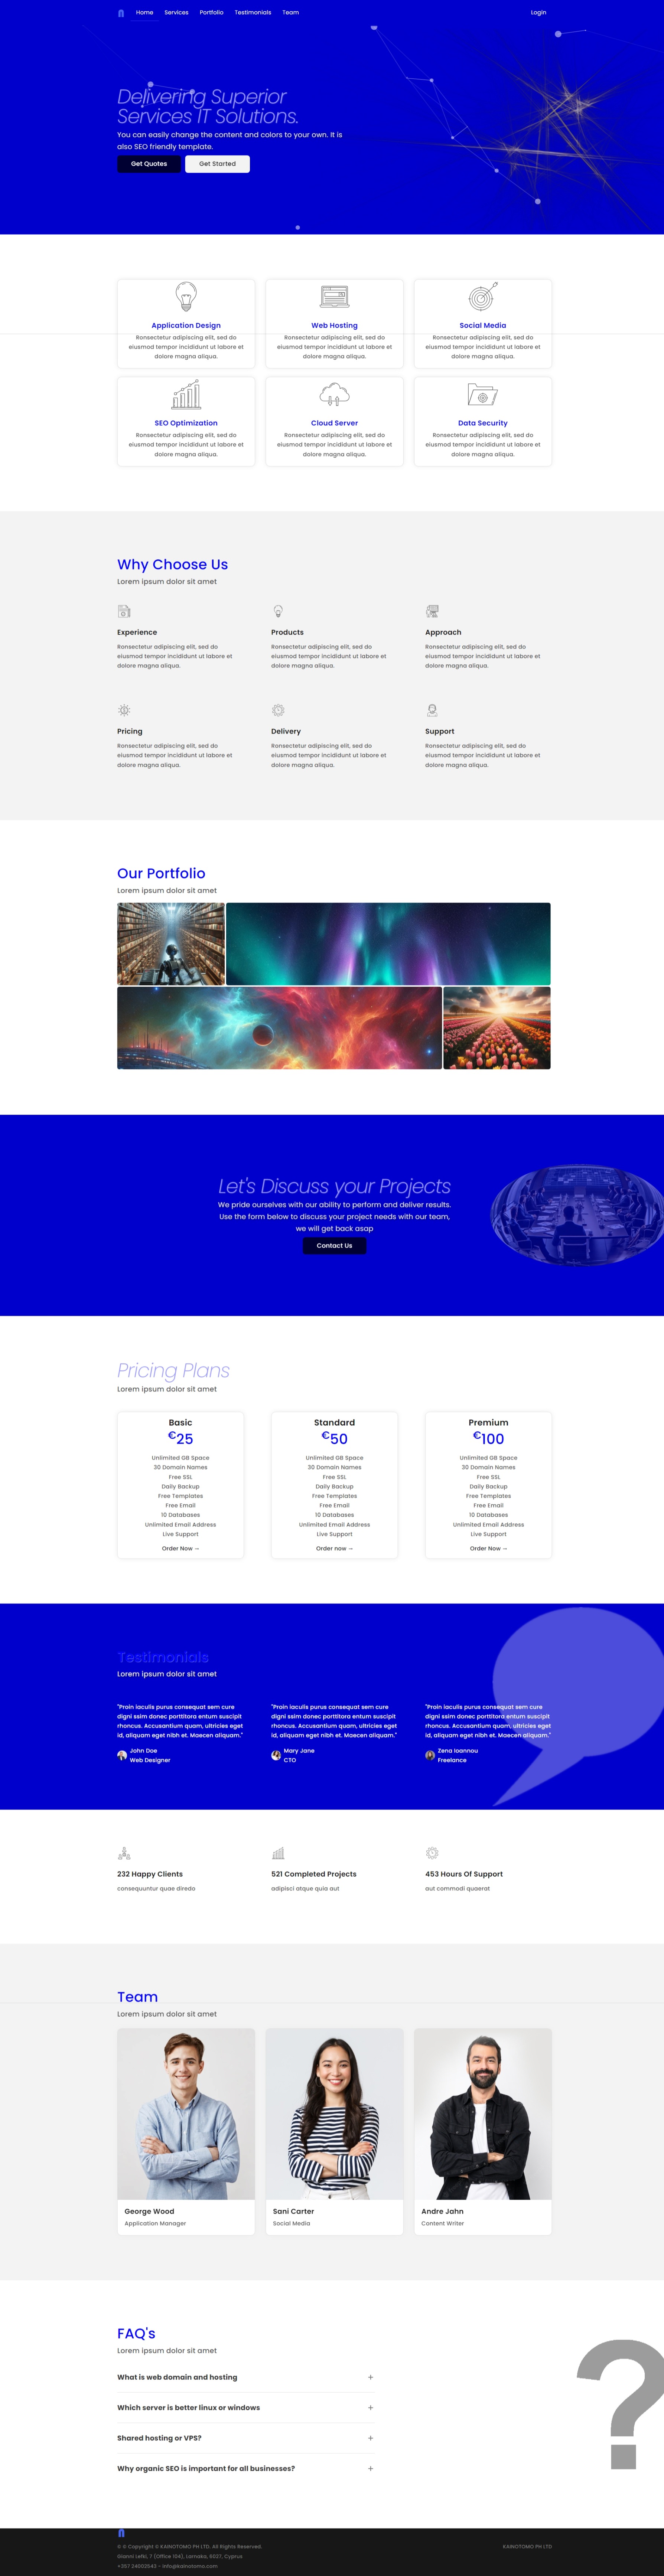 Home Services Portfolio Testimonials Team Login
Delivering Superior
Services IT Solutions.
You can easily change the content and colors to your own. It is
also SEO friendly template.
Get Quotes Get Started
Application Design
Ronsectetur adipiscing elit, sed do
eiusmod tempor incididunt ut labore et
dolore magna aliqua.
Web Hosting
Ronsectetur adipiscing elit, sed do
eiusmod tempor incididunt ut labore et
dolore magna aliqua.
Social Media
Ronsectetur adipiscing elit, sed do
eiusmod tempor incididunt ut labore et
dolore magna aliqua.
SEO Optimization
Ronsectetur adipiscing elit, sed do
eiusmod tempor incididunt ut labore et
dolore magna aliqua.
Cloud Server
Ronsectetur adipiscing elit, sed do
eiusmod tempor incididunt ut labore et
dolore magna aliqua.
Data Security
Ronsectetur adipiscing elit, sed do
eiusmod tempor incididunt ut labore et
dolore magna aliqua.
Why Choose Us
Lorem ipsum dolor sit amet
Experience
Ronsectetur adipiscing elit, sed do
eiusmod tempor incididunt ut labore et
dolore magna aliqua.
Products
Ronsectetur adipiscing elit, sed do
eiusmod tempor incididunt ut labore et
dolore magna aliqua.
Approach
Ronsectetur adipiscing elit, sed do
eiusmod tempor incididunt ut labore et
dolore magna aliqua.
Pricing
Ronsectetur adipiscing elit, sed do
eiusmod tempor incididunt ut labore et
dolore magna aliqua.
Delivery
Ronsectetur adipiscing elit, sed do
eiusmod tempor incididunt ut labore et
dolore magna aliqua.
Support
Ronsectetur adipiscing elit, sed do
eiusmod tempor incididunt ut labore et
dolore magna aliqua.
Our Portfolio
Lorem ipsum dolor sit amet
Let's Discuss your Projects
We pride ourselves with our ability to perform and deliver results.
Use the form below to discuss your project needs with our team,
we will get back asap
Contact Us
Pricing Plans
Lorem ipsum dolor sit amet
Basic
€25
Unlimited GB Space
30 Domain Names
Free SSL
Daily Backup
Free Templates
Free Email
10 Databases
Unlimited Email Address
Live Support
Order Now →
Standard
€50
Unlimited GB Space
30 Domain Names
Free SSL
Daily Backup
Free Templates
Free Email
10 Databases
Unlimited Email Address
Live Support
Order now →
Premium
€100
Unlimited GB Space
30 Domain Names
Free SSL
Daily Backup
Free Templates
Free Email
10 Databases
Unlimited Email Address
Live Support
Order Now →
Testimonials
Lorem ipsum dolor sit amet
"Proin iaculis purus consequat sem cure
digni ssim donec porttitora entum suscipit
rhoncus. Accusantium quam, ultricies eget
id, aliquam eget nibh et. Maecen aliquam."
John Doe
Web Designer
"Proin iaculis purus consequat sem cure
digni ssim donec porttitora entum suscipit
rhoncus. Accusantium quam, ultricies eget
id, aliquam eget nibh et. Maecen aliquam."
Mary Jane
CTO
"Proin iaculis purus consequat sem cure
digni ssim donec porttitora entum suscipit
rhoncus. Accusantium quam, ultricies eget
id, aliquam eget nibh et. Maecen aliquam."
Zena Ioannou
Freelance
232 Happy Clients
consequuntur quae diredo
521 Completed Projects
adipisci atque quia aut
453 Hours Of Support
aut commodi quaerat
Team
Lorem ipsum dolor sit amet
George Wood
Application Manager
Sani Carter
Social Media
Andre Jahn
Content Writer
FAQ's
Lorem ipsum dolor sit amet
What is web domain and hosting +
Which server is better linux or windows +
Shared hosting or VPS? +
Why organic SEO is important for all businesses? +
?
© ® Copyright © KAINOTOMO PH LTD. All Rights Reserved. KAINOTOMO PH LTD
Gianni Lefki, 7 (Office 104), Larnaka, 6027, Cyprus
+357 24003543 - info@kainotomo.com